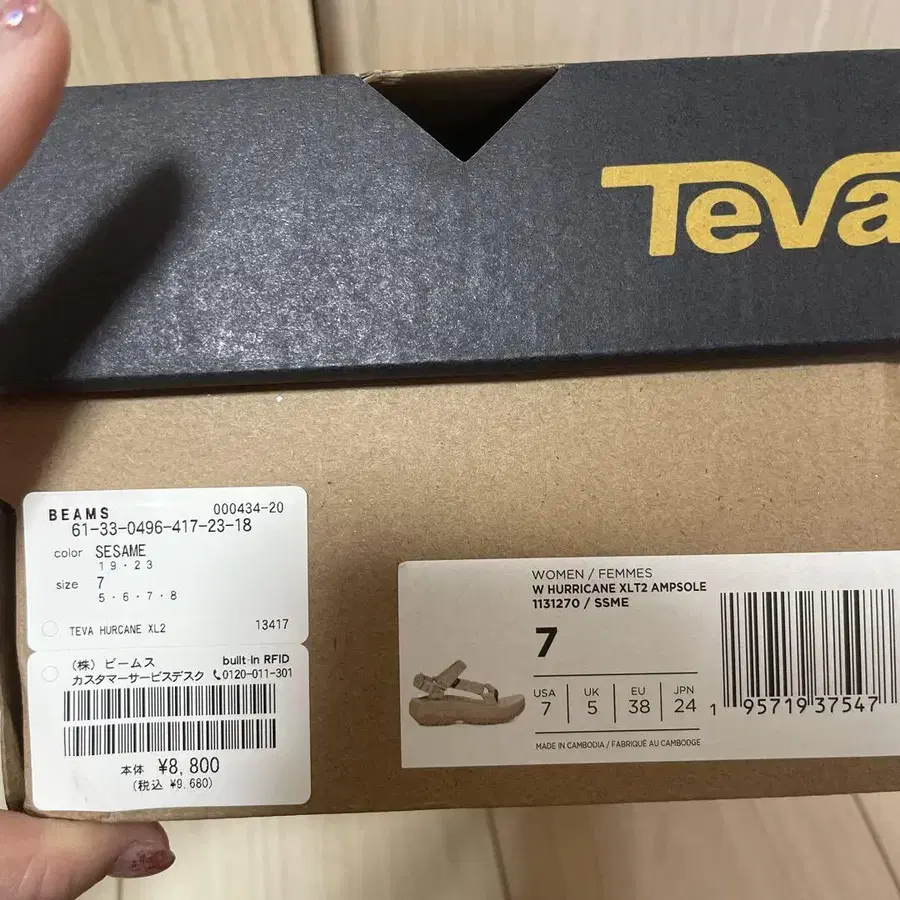 Teva
BEAMS 000434-20
61-33-0496-417-23-18
color SESAME
19・23
size 7
5・6・7・8
TEVA HURCANE XL2 13417
(株) ビームス built-in RFID
カスタマーサービスデスク 0120-011-301
本体 ¥8,800
(税込 ¥9,680)
WOMEN / FEMMES
W HURRICANE XLT2 AMPSOLE
1131270 / SSME
7
USA UK EU JPN
7 5 38 24
MADE IN CAMBODIA / FABRIQUÉ AU CAMBODGE
1 95719 37547